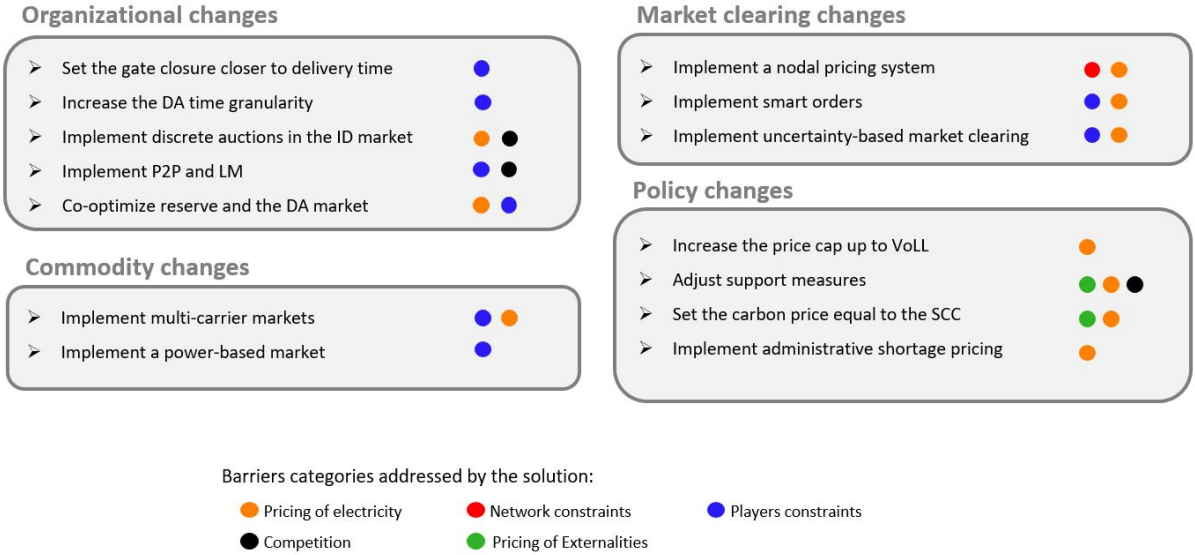 Organizational changes
Set the gate closure closer to delivery time
Increase the DA time granularity
Implement discrete auctions in the ID market
Implement P2P and LM
Co-optimize reserve and the DA market
Commodity changes
Implement multi-carrier markets
Implement a power-based market
Market clearing changes
Implement a nodal pricing system
Implement smart orders
Implement uncertainty-based market clearing
Policy changes
Increase the price cap up to VoLL
Adjust support measures
Set the carbon price equal to the SCC
Implement administrative shortage pricing
Barriers categories addressed by the solution:
Pricing of electricity
Network constraints
Players constraints
Competition
Pricing of Externalities